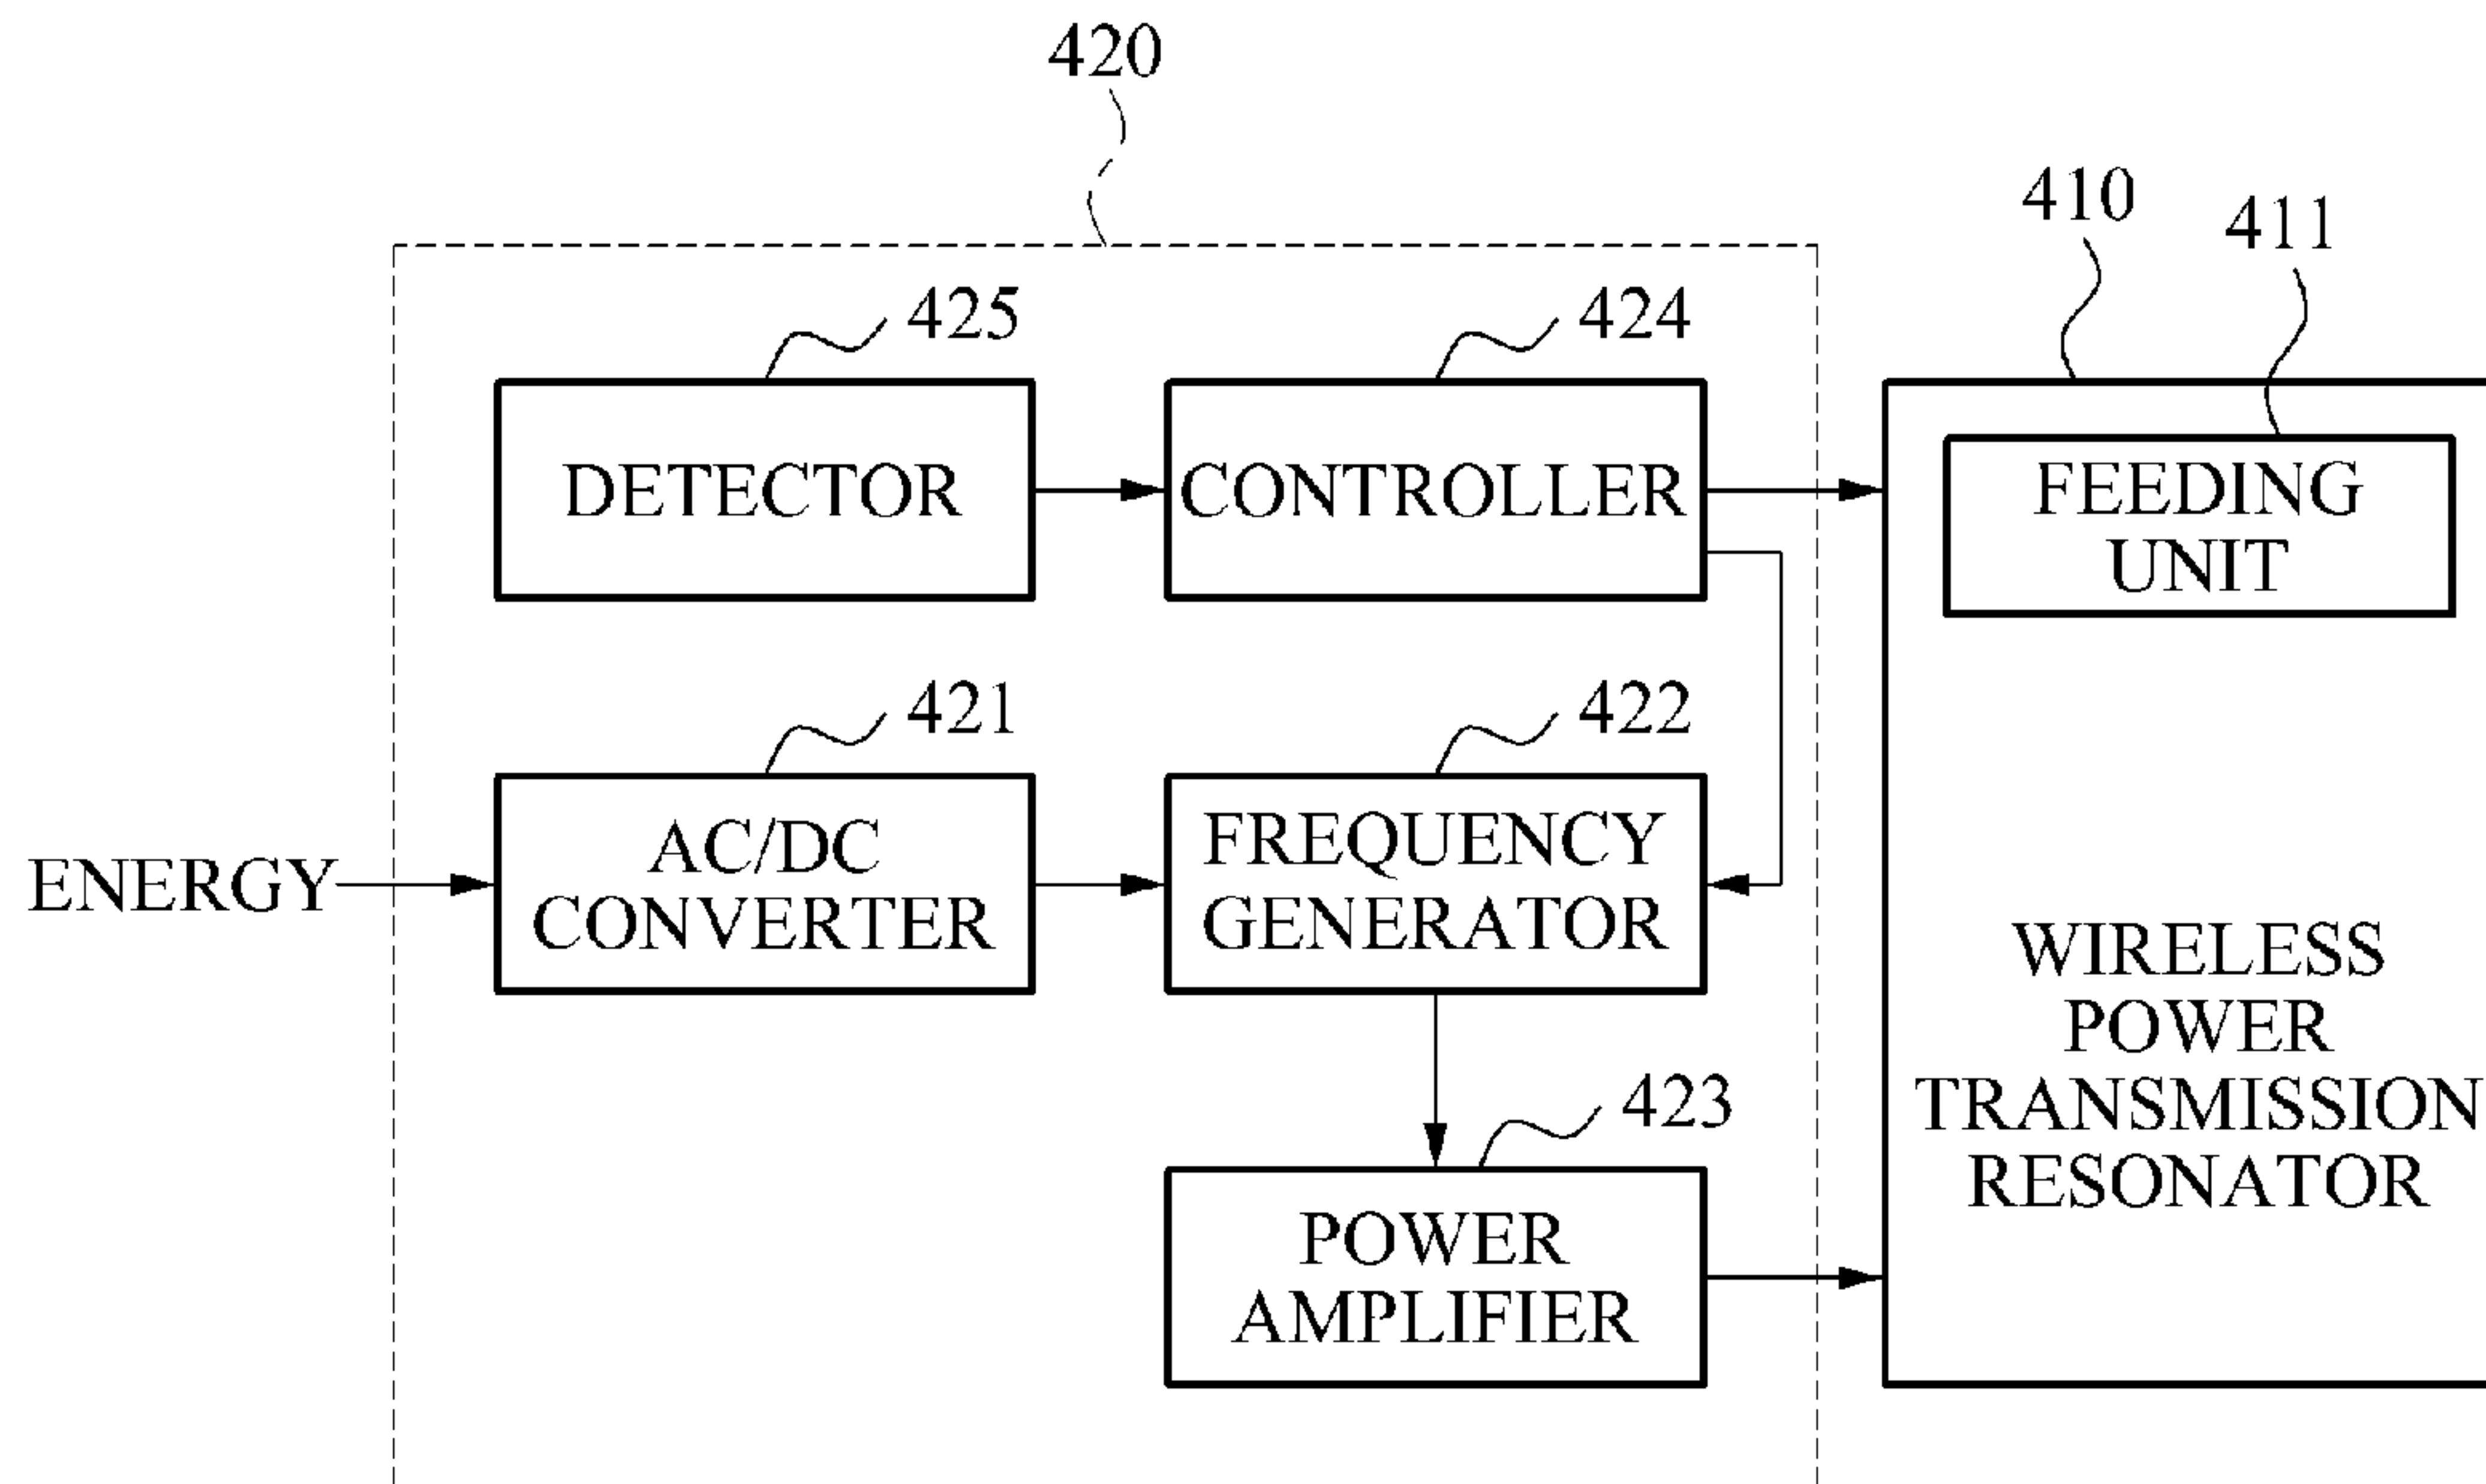 420
410
411
425
424
DETECTOR
CONTROLLER
FEEDING
UNIT
421
422
ENERGY
AC/DC
CONVERTER
FREQUENCY
GENERATOR
WIRELESS
POWER
TRANSMISSION
RESONATOR
423
POWER
AMPLIFIER